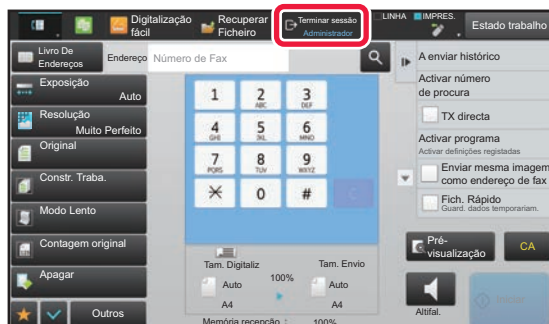 Digitalização
fácil
Recuperar
Ficheiro
Terminar sessão
Administrador
LINHA
IMPRES.
Estado trabalho
Livro De
Endereços
Endereço
Número de Fax
Exposição
Auto
Resolução
Muito Perfeito
Original
Constr. Traba.
Modo Lento
Contagem original
Apagar
Outros
1
2
ABC
3
DEF
4
GHI
5
JKL
6
MNO
7
PQRS
8
TUV
9
WXYZ
0
#
C
Tam. Digitaliz
100%
Tam. Envio
Auto
A4
Auto
A4
Memória recepção :
100%
A enviar histórico
Activar número
de procura
TX directa
Activar programa
Activar definições registadas
Enviar mesma imagem
como endereço de fa
Fich. Rápido
Guard. dados temporariam.
Pré-
visualização
CA
Altifal.
Iniciar